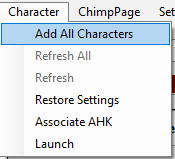 Character ChimpPage Set
Add All Characters
Refresh All
Refresh
Restore Settings
Associate AHK
Launch